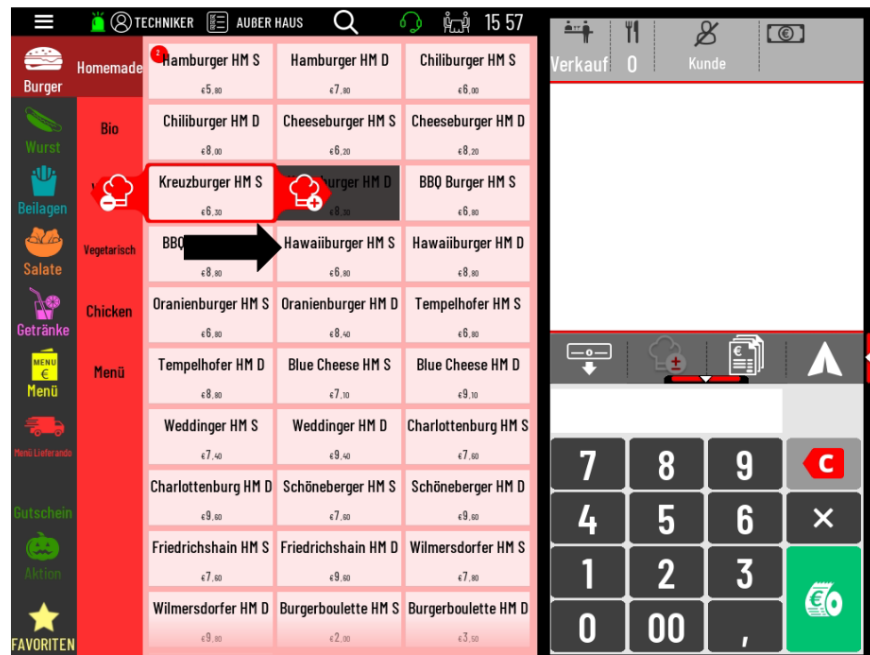 TECHNIKER
AUßER HAUS
15 57
Verkauf
0
Kunde
€
Burger
Wurst
Beilagen
Salate
Getränke
MENU
€
Menü
Menü Lieferando
Gutschein
Aktion
FAVORITEN
Homemade
Bio
Vegetarisch
Chicken
Menü
2
Hamburger HM S
€5,80
Hamburger HM D
€7,80
Chiliburger HM S
€6,00
Chiliburger HM D
€8,00
Cheeseburger HM S
€6,20
Cheeseburger HM D
€8,20
Kreuzburger HM S
€6,30
burger HM D
€8,30
BBQ Burger HM S
€6,80
BBQ
€8,80
Hawaiiburger HM S
€6,80
Hawaiiburger HM D
€8,80
Oranienburger HM S
€6,80
Oranienburger HM D
€8,40
Tempelhofer HM S
€6,80
Tempelhofer HM D
€8,80
Blue Cheese HM S
€7,10
Blue Cheese HM D
€9,10
Weddinger HM S
€7,40
Weddinger HM D
€9,40
Charlottenburg HM S
€7,60
Charlottenburg HM D
€9,60
Schöneberger HM S
€7,60
Schöneberger HM D
€9,60
Friedrichshain HM S
€7,60
Friedrichshain HM D
€9,60
Wilmersdorfer HM S
€7,80
Wilmersdorfer HM D
€9,80
Burgerboulette HM S
€2,00
Burgerboulette HM D
€3,50
€
7 8 9 C
4 5 6 ×
1 2 3
0 00 ,
€